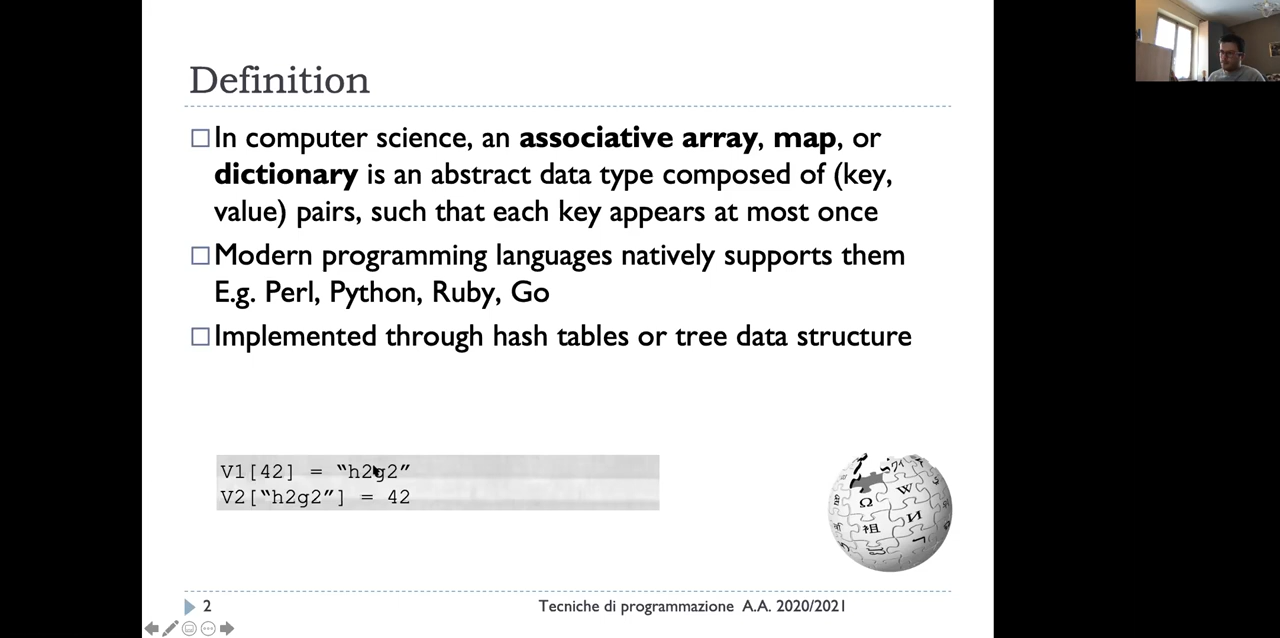 Definition
In computer science, an associative array, map, or
dictionary is an abstract data type composed of (key,
value) pairs, such that each key appears at most once
Modern programming languages natively supports them
E.g. Perl, Python, Ruby, Go
Implemented through hash tables or tree data structure
V1[42] = “h2g2”
V2[“h2g2”] = 42
Ω
W
祖
И
2
Tecniche di programmazione A.A. 2020/2021